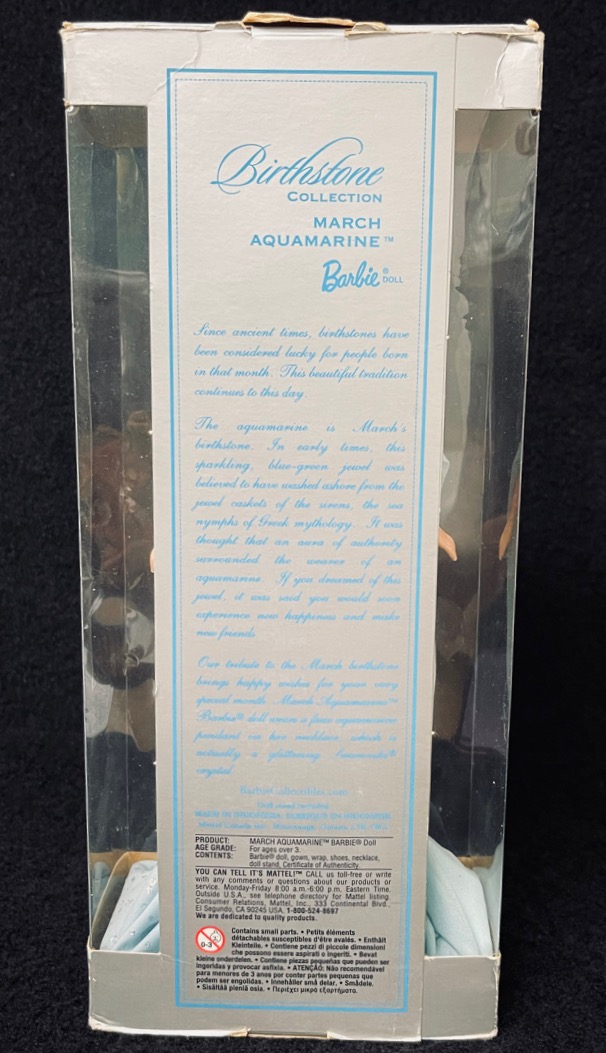 Birthstone
COLLECTION
MARCH
AQUAMARINE™
Barbie® DOLL
Since ancient times, birthstones have
been considered lucky for people born
in that month. This beautiful tradition
continues to this day.
The aquamarine is March's
birthstone. In early times, this
sparkling, blue-green jewel was
believed to have washed ashore from the
jewel caskets of the sirens, the sea
nymphs of Greek mythology. It was
thought that an aura of authority
surrounded the wearer of an
aquamarine. If you dreamed of this
jewel, it was said you would soon
experience new happiness and make
new friends.
Our tribute to the March birthstone
brings happy wishes for your very
special month. March Aquamarine™
Barbie® doll wears a faux aquamarine
pendant on her necklace, which is
actually a glittering
crystal.
BarbieCollectibles.com
PRODUCT: MARCH AQUAMARINE™ BARBIE® Doll
AGE GRADE: For ages over 3.
CONTENTS: Barbie® doll, gown, wrap, shoes, necklace,
doll stand, Certificate of Authenticity.
YOU CAN TELL IT'S MATTEL!™ CALL us toll-free or write
with any comments or questions about our products or
service. Monday-Friday 8:00 a.m.-6:00 p.m. Eastern Time.
Outside U.S.A., see telephone directory for Mattel listing.
Consumer Relations, Mattel, Inc., 333 Continental Blvd.,
El Segundo, CA 90245 USA. 1-800-524-8697
We are dedicated to quality products.
0-3
Contains small parts. • Petits éléments
détachables susceptibles d'être avalés. • Enthält
Kleinteile. • Contiene pezzi di piccole dimensioni
che possono essere aspirati o ingeriti. • Bevat
kleine onderdelen. • Contiene piezas pequeñas que pueden ser
ingeridas y provocar asfixia. • ATENÇÃO: Não recomendável
para menores de 3 anos por conter partes pequenas que
podem ser engolidas. • Innehåller små delar. • Smådele.
• Sisältää pieniä osia. • Περιέχει μικρά εξαρτήματα.